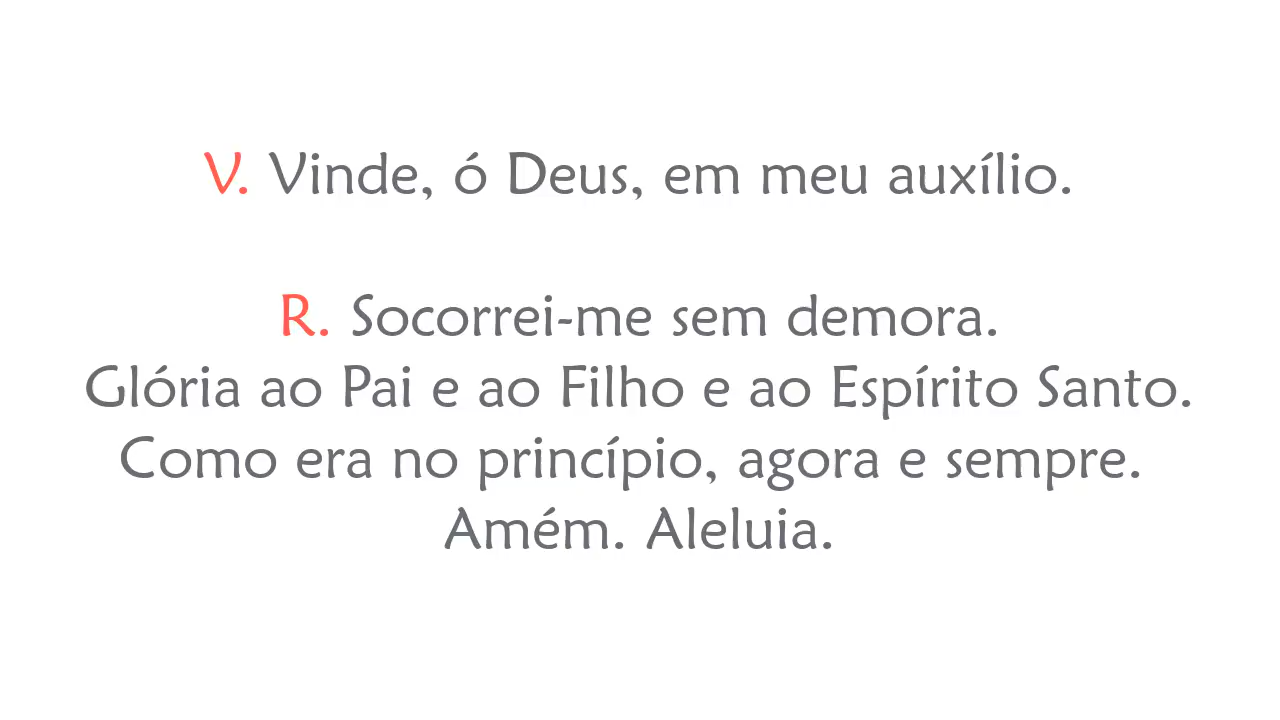 V. Vinde, ó Deus, em meu auxílio.
R. Socorrei-me sem demora.
Glória ao Pai e ao Filho e ao Espírito Santo.
Como era no princípio, agora e sempre.
Amém. Aleluia.